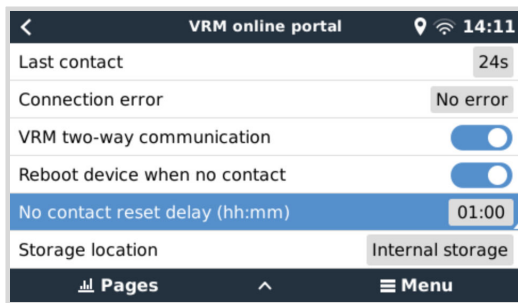 VRM online portal 14:11
Last contact 24s
Connection error No error
VRM two-way communication
Reboot device when no contact
No contact reset delay (hh:mm) 01:00
Storage location Internal storage
Pages Menu